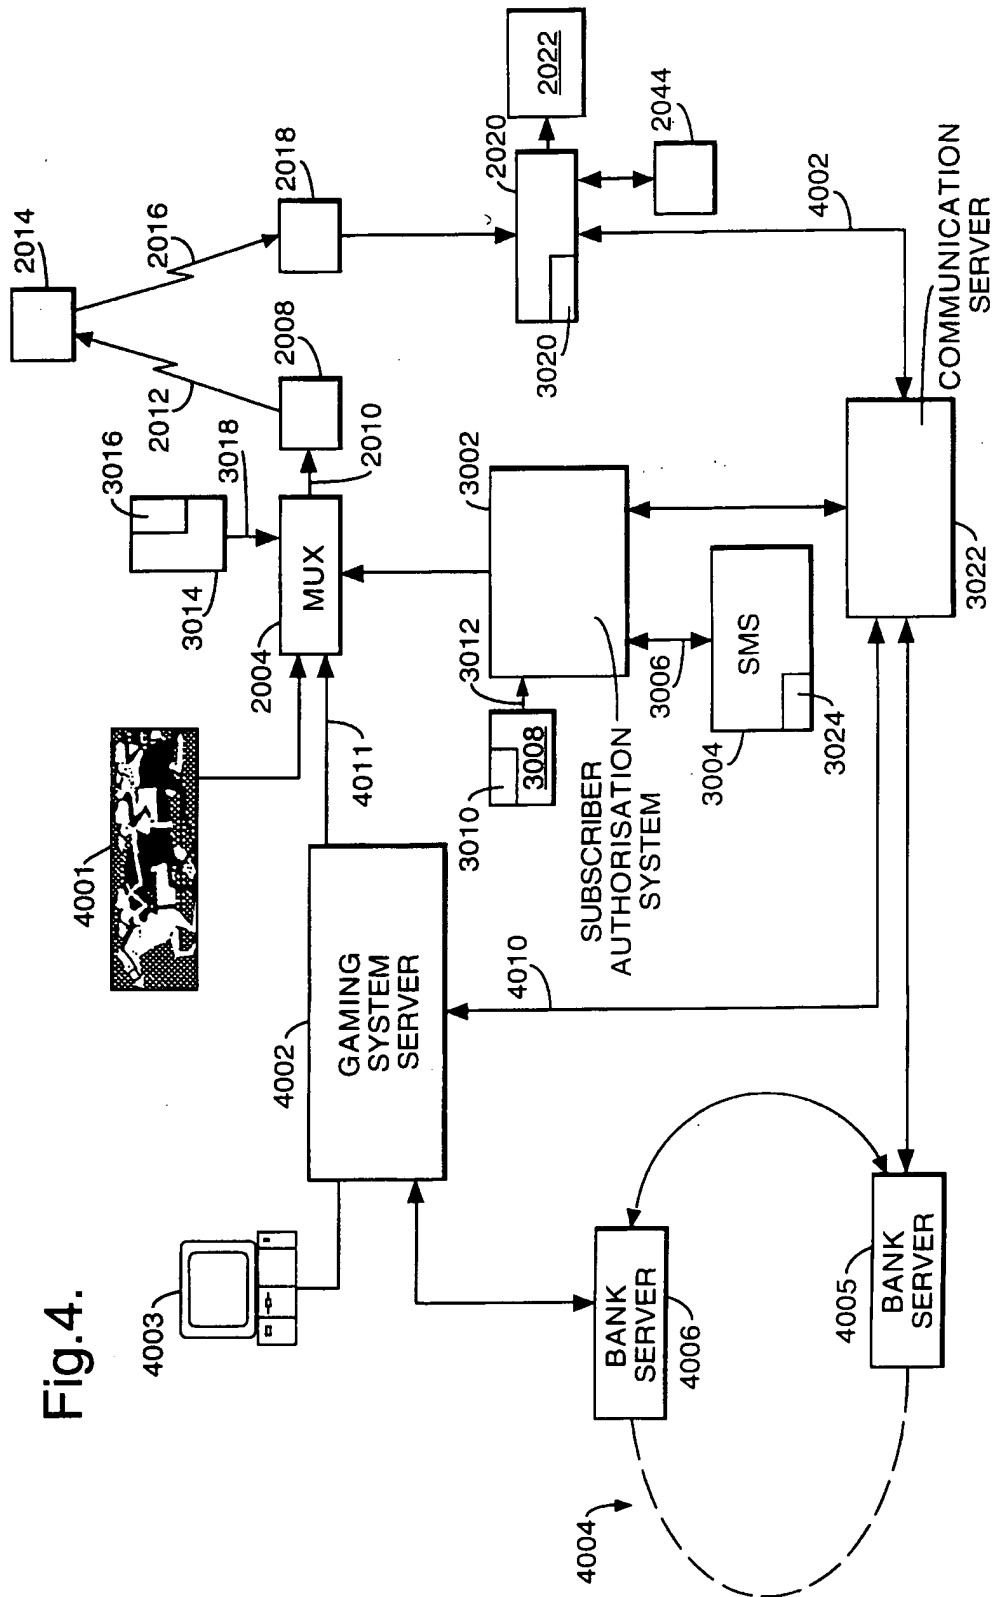 Fig.4.
4003
4002
GAMING
SYSTEM
SERVER
4001
4011
2004
MUX
3014
3016
3018
2010
2012
2008
2014
2016
2018
2020
2022
2044
3020
4002
3002
3012
3010
3008
SUBSCRIBER
AUTHORISATION
SYSTEM
3006
SMS
3004
3024
COMMUNICATION
SERVER
3022
4010
BANK
SERVER
4006
BANK
SERVER
4005
4004